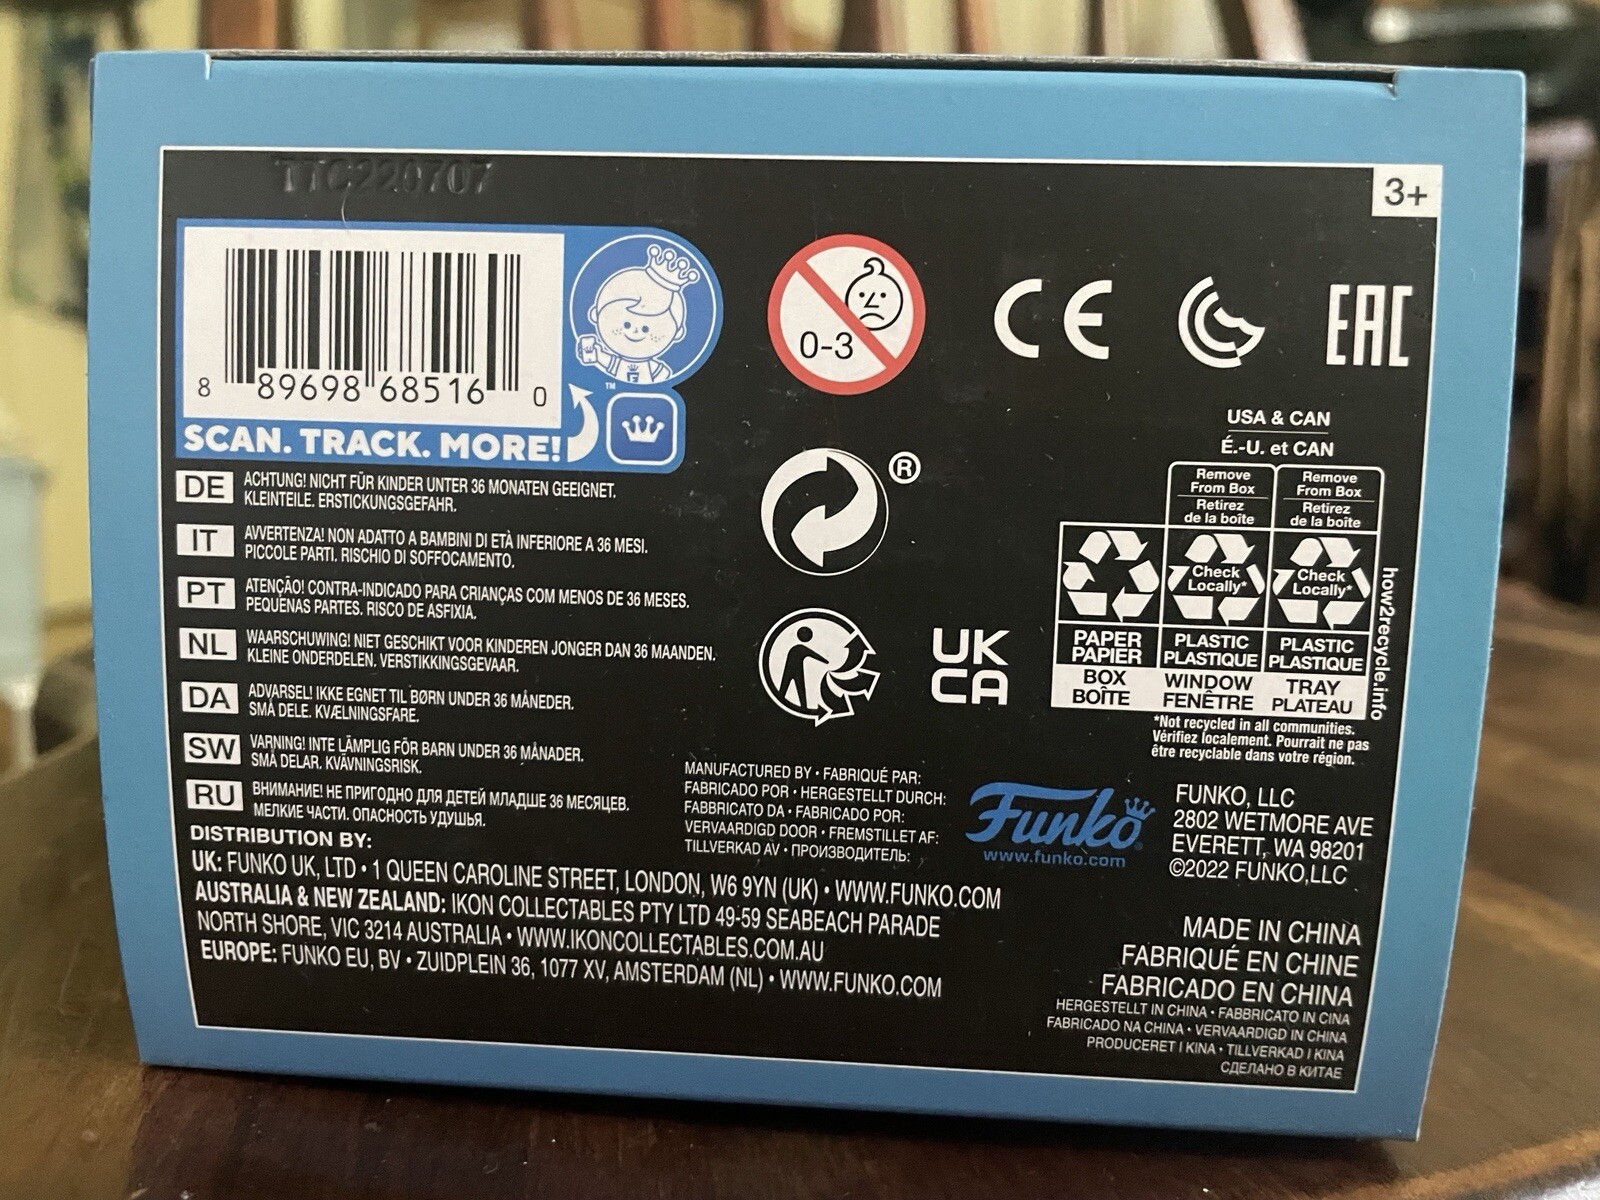 TTC220707
3+
8 89698 68516 0
™
SCAN. TRACK. MORE!
0-3
CE
EAC
DE ACHTUNG! NICHT FÜR KINDER UNTER 36 MONATEN GEEIGNET.
KLEINTEILE. ERSTICKUNGSGEFAHR.
IT AVVERTENZA! NON ADATTO A BAMBINI DI ETÀ INFERIORE A 36 MESI.
PICCOLE PARTI. RISCHIO DI SOFFOCAMENTO.
PT ATENÇÃO! CONTRA-INDICADO PARA CRIANÇAS COM MENOS DE 36 MESES.
PEQUENAS PARTES. RISCO DE ASFIXIA.
NL WAARSCHUWING! NIET GESCHIKT VOOR KINDEREN JONGER DAN 36 MAANDEN.
KLEINE ONDERDELEN. VERSTIKKINGSGEVAAR.
DA ADVARSEL! IKKE EGNET TIL BØRN UNDER 36 MÅNEDER.
SMÅ DELE. KVÆLNINGSFARE.
SW VARNING! INTE LÄMPLIG FÖR BARN UNDER 36 MÅNADER.
SMÅ DELAR. KVÄVNINGSRISK.
RU ВНИМАНИЕ! НЕ ПРИГОДНО ДЛЯ ДЕТЕЙ МЛАДШЕ 36 МЕСЯЦЕВ.
МЕЛКИЕ ЧАСТИ. ОПАСНОСТЬ УДУШЬЯ.
®
UK
CA
USA & CAN
É.-U. et CAN
Remove
From Box
Retirez
de la boîte
Remove
From Box
Retirez
de la boîte
Check
Locally*
Check
Locally*
PAPER
PAPIER
BOX
BOÎTE
PLASTIC
PLASTIQUE
WINDOW
FENÊTRE
PLASTIC
PLASTIQUE
TRAY
PLATEAU
how2recycle.info
*Not recycled in all communities.
Vérifiez localement. Pourrait ne pas
être recyclable dans votre région.
MANUFACTURED BY • FABRIQUÉ PAR:
FABRICADO POR • HERGESTELLT DURCH:
FABBRICATO DA • FABRICADO POR:
VERVAARDIGD DOOR • FREMSTILLET AF:
TILLVERKAD AV • ПРОИЗВОДИТЕЛЬ:
Funko
www.funko.com
FUNKO, LLC
2802 WETMORE AVE
EVERETT, WA 98201
©2022 FUNKO,LLC
DISTRIBUTION BY:
UK: FUNKO UK, LTD • 1 QUEEN CAROLINE STREET, LONDON, W6 9YN (UK) • WWW.FUNKO.COM
AUSTRALIA & NEW ZEALAND: IKON COLLECTABLES PTY LTD 49-59 SEABEACH PARADE
NORTH SHORE, VIC 3214 AUSTRALIA • WWW.IKONCOLLECTABLES.COM.AU
EUROPE: FUNKO EU, BV • ZUIDPLEIN 36, 1077 XV, AMSTERDAM (NL) • WWW.FUNKO.COM
MADE IN CHINA
FABRIQUÉ EN CHINE
FABRICADO EN CHINA
HERGESTELLT IN CHINA • FABBRICATO IN CINA
FABRICADO NA CHINA • VERVAARDIGD IN CHINA
PRODUCERET I KINA • TILLVERKAD I KINA
СДЕЛАНО В КИТАЕ